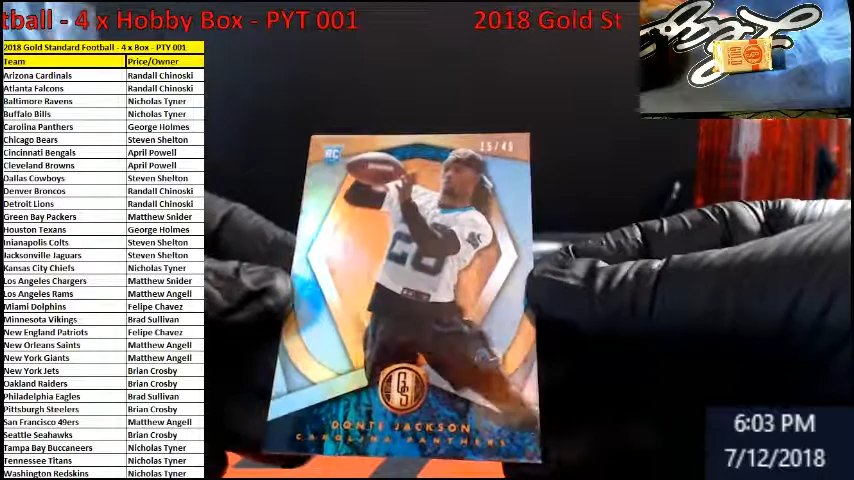 tball - 4 x Hobby Box - PYT 001 2018 Gold St
2018 Gold Standard Football - 4 x Box - PTY 001
Team Price/Owner
Arizona Cardinals Randall Chinoski
Atlanta Falcons Randall Chinoski
Baltimore Ravens Nicholas Tyner
Buffalo Bills Nicholas Tyner
Carolina Panthers George Holmes
Chicago Bears Steven Shelton
Cincinnati Bengals April Powell
Cleveland Browns April Powell
Dallas Cowboys Steven Shelton
Denver Broncos Randall Chinoski
Detroit Lions Randall Chinoski
Green Bay Packers Matthew Snider
Houston Texans George Holmes
Inianapolis Colts Steven Shelton
Jacksonville Jaguars Steven Shelton
Kansas City Chiefs Nicholas Tyner
Los Angeles Chargers Matthew Snider
Los Angeles Rams Matthew Angell
Miami Dolphins Felipe Chavez
Minnesota Vikings Brad Sullivan
New England Patriots Felipe Chavez
New Orleans Saints Matthew Angell
New York Giants Matthew Angell
New York Jets Brian Crosby
Oakland Raiders Brian Crosby
Philadelphia Eagles Brad Sullivan
Pittsburgh Steelers Brian Crosby
San Francisco 49ers Matthew Angell
Seattle Seahawks Brian Crosby
Tampa Bay Buccaneers Nicholas Tyner
Tennessee Titans Nicholas Tyner
Washington Redskins Nicholas Tyner
RC
28
GS
DONTE JACKSON
CAROLINA PANTHERS
GOLD
6:03 PM
7/12/2018